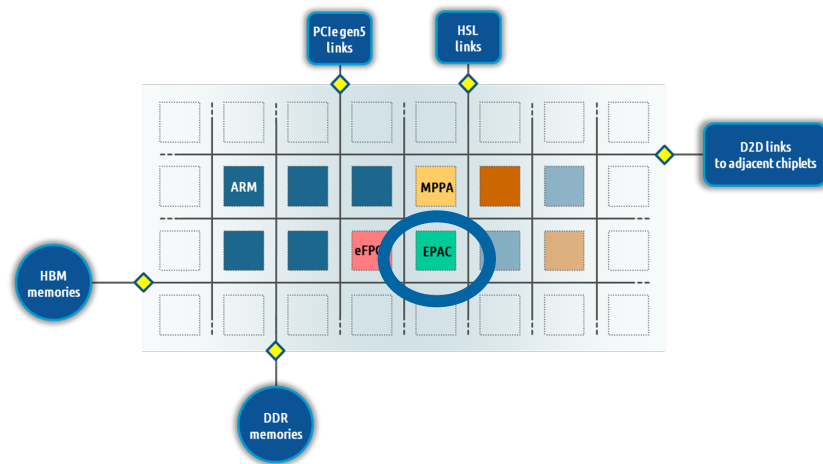 PCIe gen5
links
HSL
links
D2D links
to adjacent chiplets
ARM
MPPA
EPAC
HBM
memories
DDR
memories